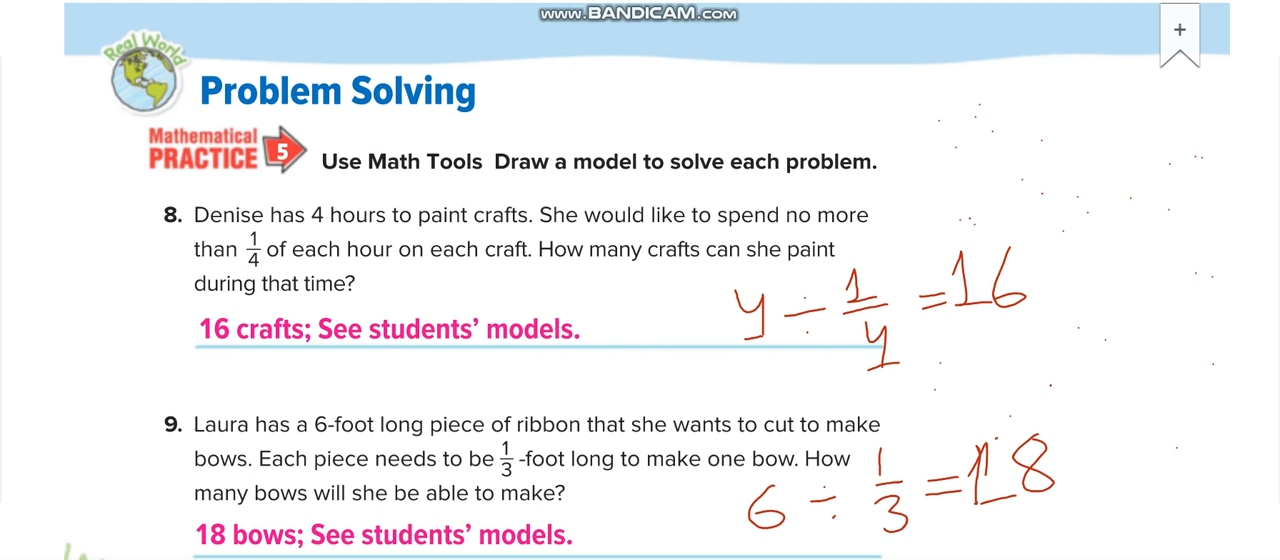 www.BANDICAM.com
+
Real World
Problem Solving
Mathematical
PRACTICE 5
Use Math Tools Draw a model to solve each problem.
8. Denise has 4 hours to paint crafts. She would like to spend no more
than 1/4 of each hour on each craft. How many crafts can she paint
during that time?
4 ÷ 1/4 = 16
16 crafts; See students' models.
9. Laura has a 6-foot long piece of ribbon that she wants to cut to make
bows. Each piece needs to be 1/3-foot long to make one bow. How
many bows will she be able to make?
6 ÷ 1/3 = 18
18 bows; See students' models.